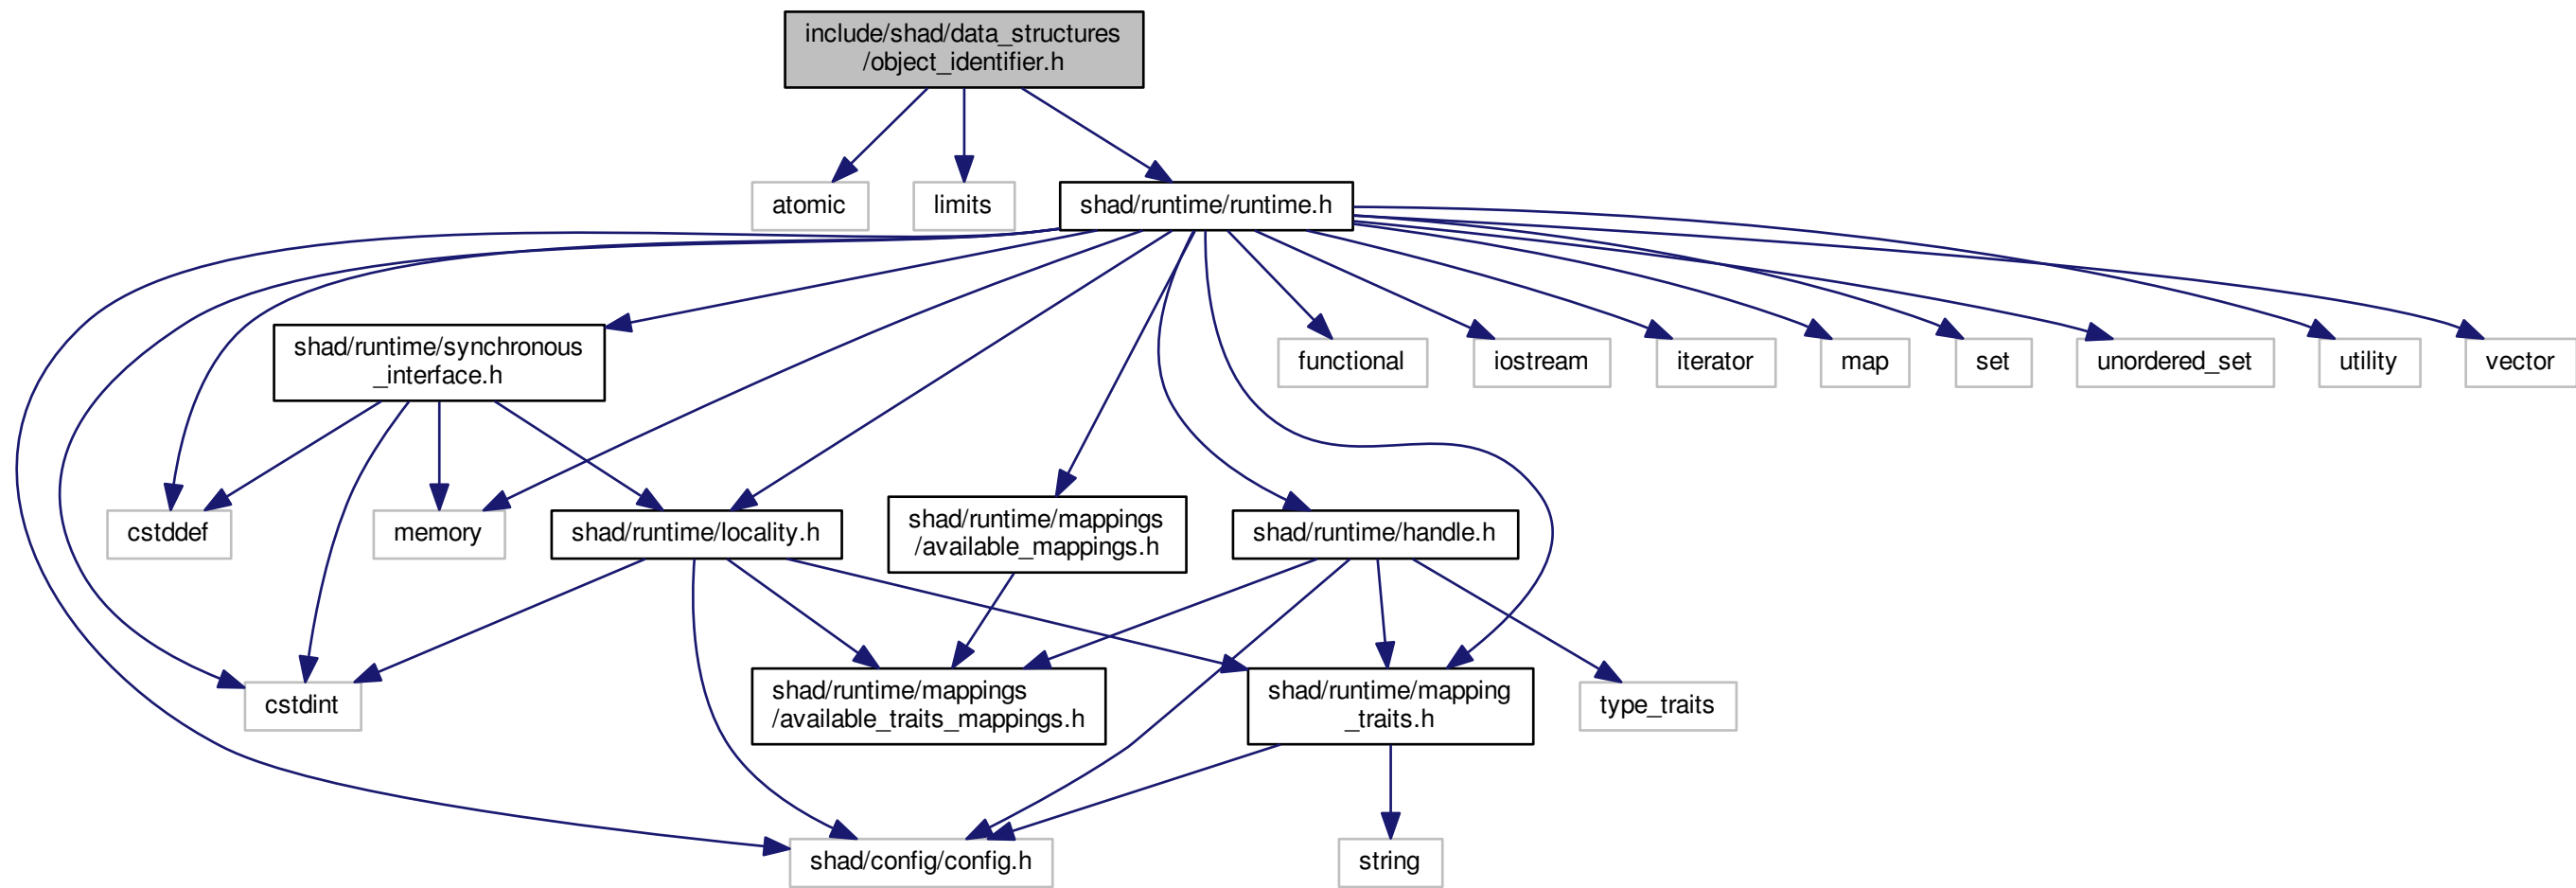 include/shad/data_structures
/object_identifier.h
atomic
limits
shad/runtime/runtime.h
shad/runtime/synchronous
_interface.h
functional
iostream
iterator
map
set
unordered_set
utility
vector
cstddef
memory
shad/runtime/locality.h
shad/runtime/mappings
/available_mappings.h
shad/runtime/handle.h
cstdint
shad/runtime/mappings
/available_traits_mappings.h
shad/runtime/mapping
_traits.h
type_traits
shad/config/config.h
string